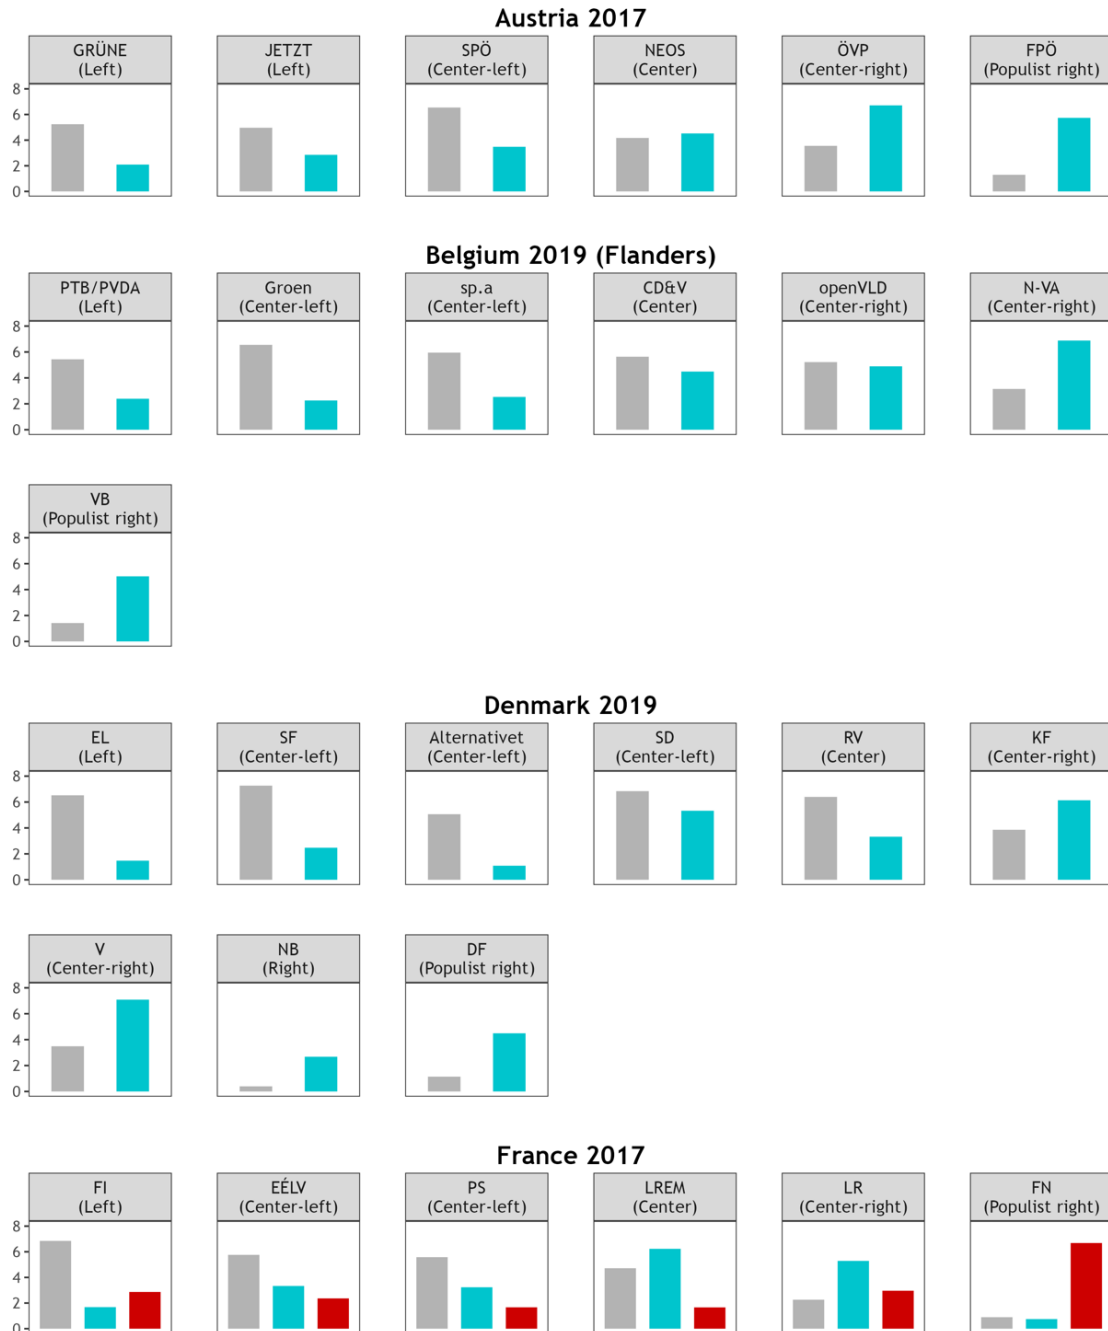 Austria 2017
GRÜNE
(Left)
JETZT
(Left)
SPÖ
(Center-left)
NEOS
(Center)
ÖVP
(Center-right)
FPÖ
(Populist right)
8
6
4
2
0
Belgium 2019 (Flanders)
PTB/PVDA
(Left)
Groen
(Center-left)
sp.a
(Center-left)
CD&V
(Center)
openVLD
(Center-right)
N-VA
(Center-right)
8
6
4
2
0
VB
(Populist right)
8
6
4
2
0
Denmark 2019
EL
(Left)
SF
(Center-left)
Alternativet
(Center-left)
SD
(Center-left)
RV
(Center)
KF
(Center-right)
8
6
4
2
0
V
(Center-right)
NB
(Right)
DF
(Populist right)
8
6
4
2
0
France 2017
FI
(Left)
EÉLV
(Center-left)
PS
(Center-left)
LREM
(Center)
LR
(Center-right)
FN
(Populist right)
8
6
4
2
0